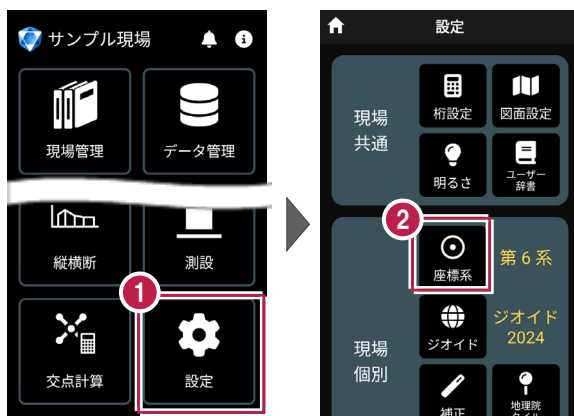 サンプル現場
現場管理
データ管理
縦横断
測設
1
交点計算
設定
設定
現場
共通
桁設定
図面設定
明るさ
ユーザー
辞書
2
座標系
第6系
現場
個別
ジオイド
ジオイド
2024
補正
地理院
タイル